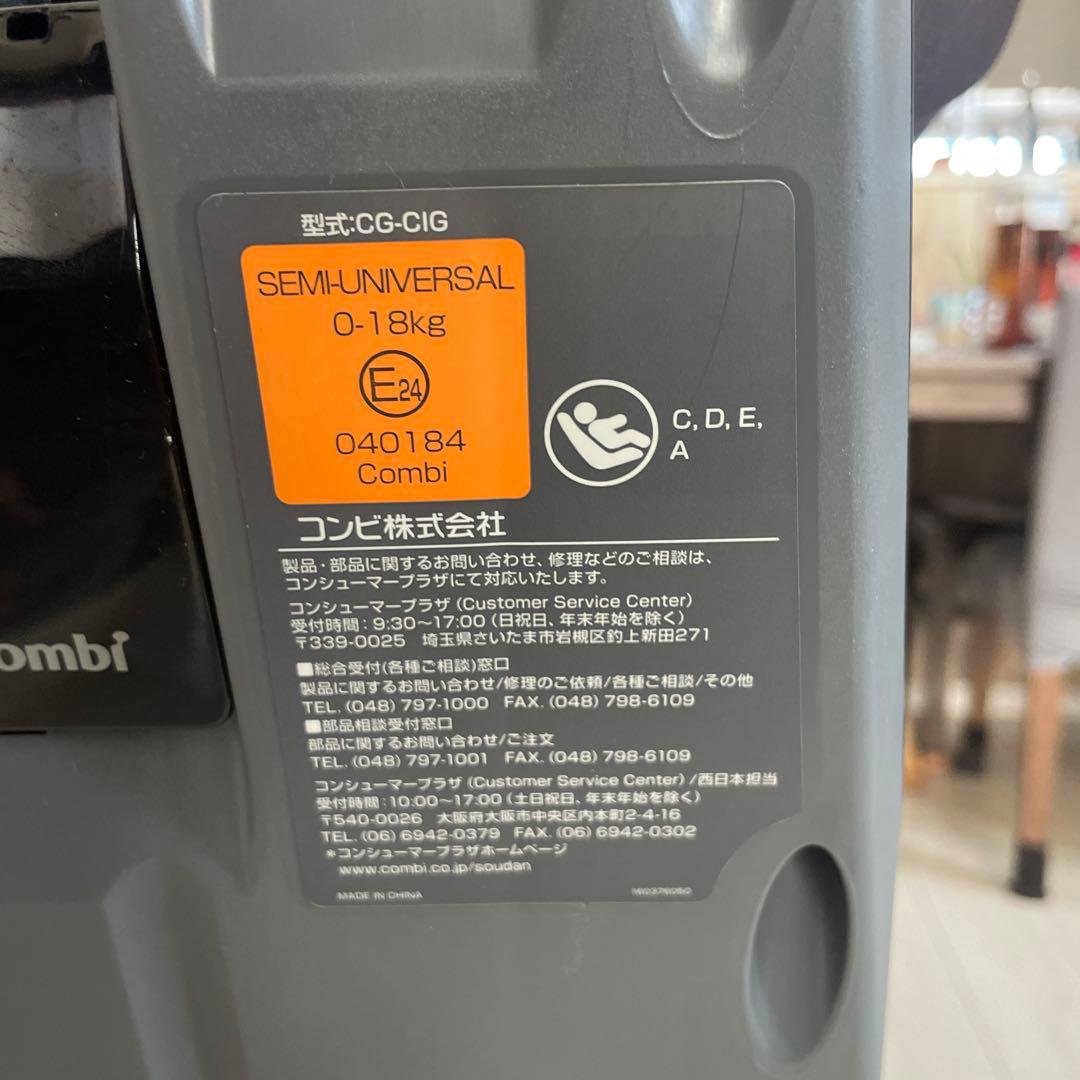 型式:CG-CIG
SEMI-UNIVERSAL
0-18kg
E24
040184
Combi
C, D, E,
A
コンビ株式会社
製品・部品に関するお問い合わせ、修理などのご相談は、
コンシューマープラザにて対応いたします。
コンシューマープラザ (Customer Service Center)
受付時間：9:30～17:00 (日祝日、年末年始を除く)
〒339-0025 埼玉県さいたま市岩槻区釣上新田271
■総合受付(各種ご相談)窓口
製品に関するお問い合わせ/修理のご依頼/各種ご相談/その他
TEL. (048) 797-1000 FAX. (048) 798-6109
■部品相談受付窓口
部品に関するお問い合わせ/ご注文
TEL. (048) 797-1001 FAX. (048) 798-6109
コンシューマープラザ (Customer Service Center) /西日本担当
受付時間：10:00～17:00 (土日祝日、年末年始を除く)
〒540-0026 大阪府大阪市中央区内本町2-4-16
TEL. (06) 6942-0379 FAX. (06) 6942-0302
*コンシューマープラザホームページ
www.combi.co.jp/soudan
MADE IN CHINA
ombi